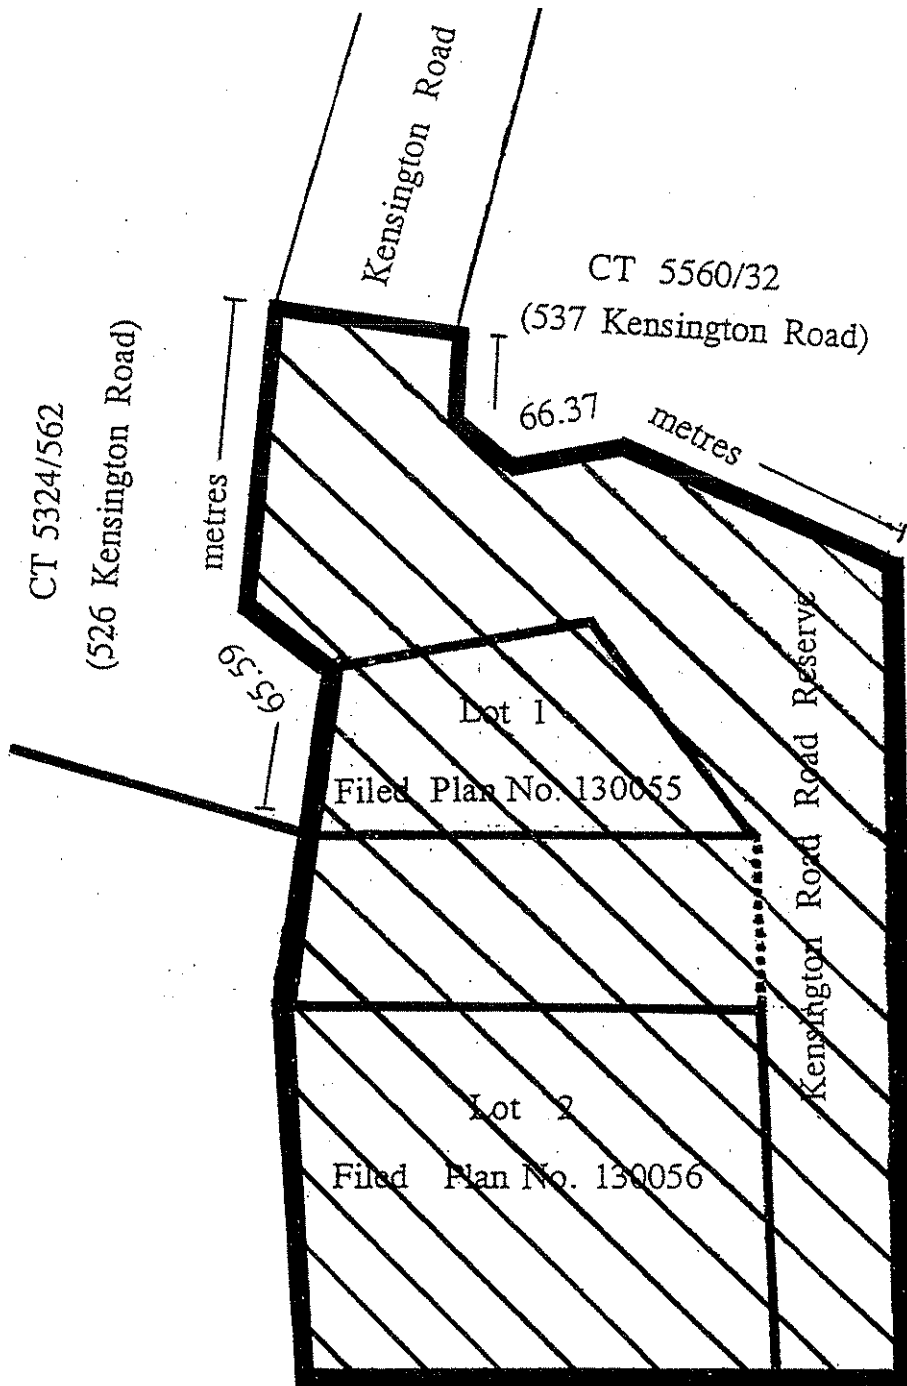 Kensington Road
CT 5560/32
(537 Kensington Road)
66.37 metres
CT 5324/562
(526 Kensington Road)
65.59 metres
Lot 1
Filed Plan No. 130055
Kensington Road Road Reserve
Lot 2
Filed Plan No. 130056